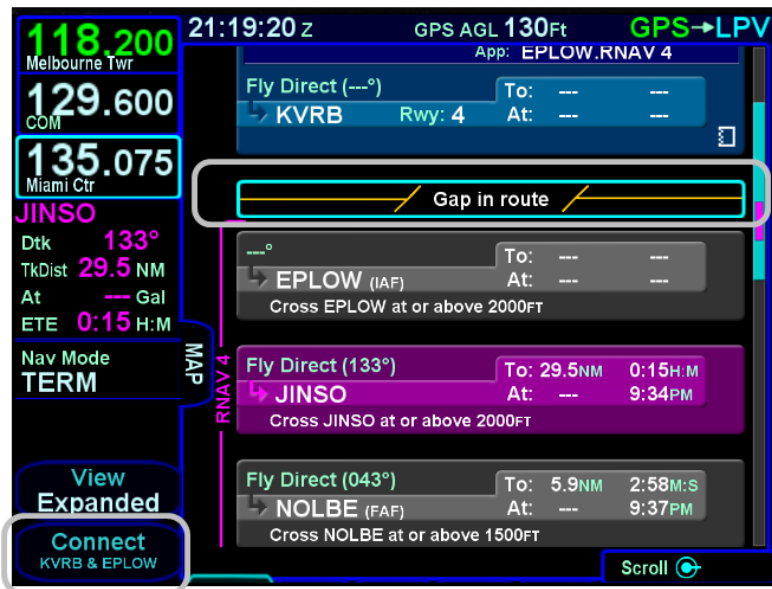 118.200
Melbourne Twr
129.600
COM
135.075
Miami Ctr
JINSO
Dtk 133°
TkDist 29.5 NM
At --- Gal
ETE 0:15 H:M
Nav Mode
TERM
View
Expanded
Connect
KVRB & EPLOW
21:19:20 Z GPS AGL 130Ft GPS→LPV
App: EPLOW.RNAV 4
Fly Direct (---°) To: --- ---
KVRB Rwy: 4 At: --- ---
Gap in route
MAP
RNAV 4
---° To: --- ---
EPLOW (IAF) At: --- ---
Cross EPLOW at or above 2000FT
Fly Direct (133°) To: 29.5NM 0:15H:M
JINSO At: --- 9:34PM
Cross JINSO at or above 2000FT
Fly Direct (043°) To: 5.9NM 2:58M:S
NOLBE (FAF) At: --- 9:37PM
Cross NOLBE at or above 1500FT
Scroll